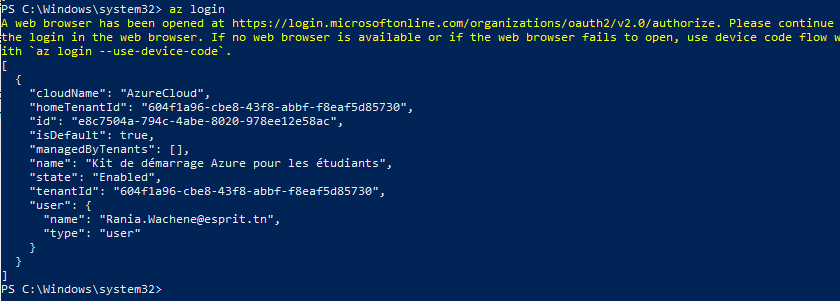 PS C:\Windows\system32> az login
A web browser has been opened at https://login.microsoftonline.com/organizations/oauth2/v2.0/authorize. Please continue
the login in the web browser. If no web browser is available or if the web browser fails to open, use device code flow w
ith `az login --use-device-code`.
[
  {
    "cloudName": "AzureCloud",
    "homeTenantId": "604f1a96-cbe8-43f8-abbf-f8eaf5d85730",
    "id": "e8c7504a-794c-4abe-8020-978ee12e58ac",
    "isDefault": true,
    "managedByTenants": [],
    "name": "Kit de démarrage Azure pour les étudiants",
    "state": "Enabled",
    "tenantId": "604f1a96-cbe8-43f8-abbf-f8eaf5d85730",
    "user": {
      "name": "Rania.Wachene@esprit.tn",
      "type": "user"
    }
  }
]
PS C:\Windows\system32>